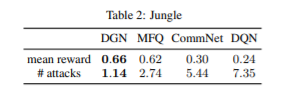 Table 2: Jungle
DGN MFQ CommNet DQN
mean reward 0.66 0.62 0.30 0.24
# attacks 1.14 2.74 5.44 7.35